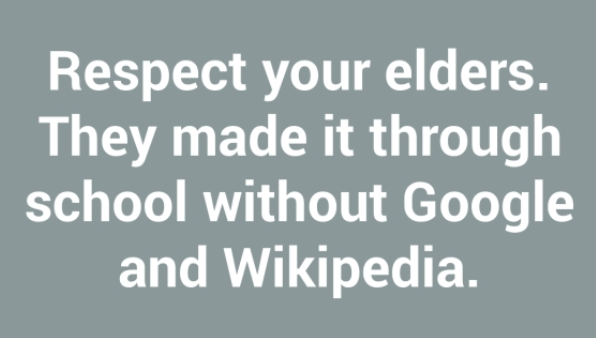 Respect your elders.
They made it through
school without Google
and Wikipedia.